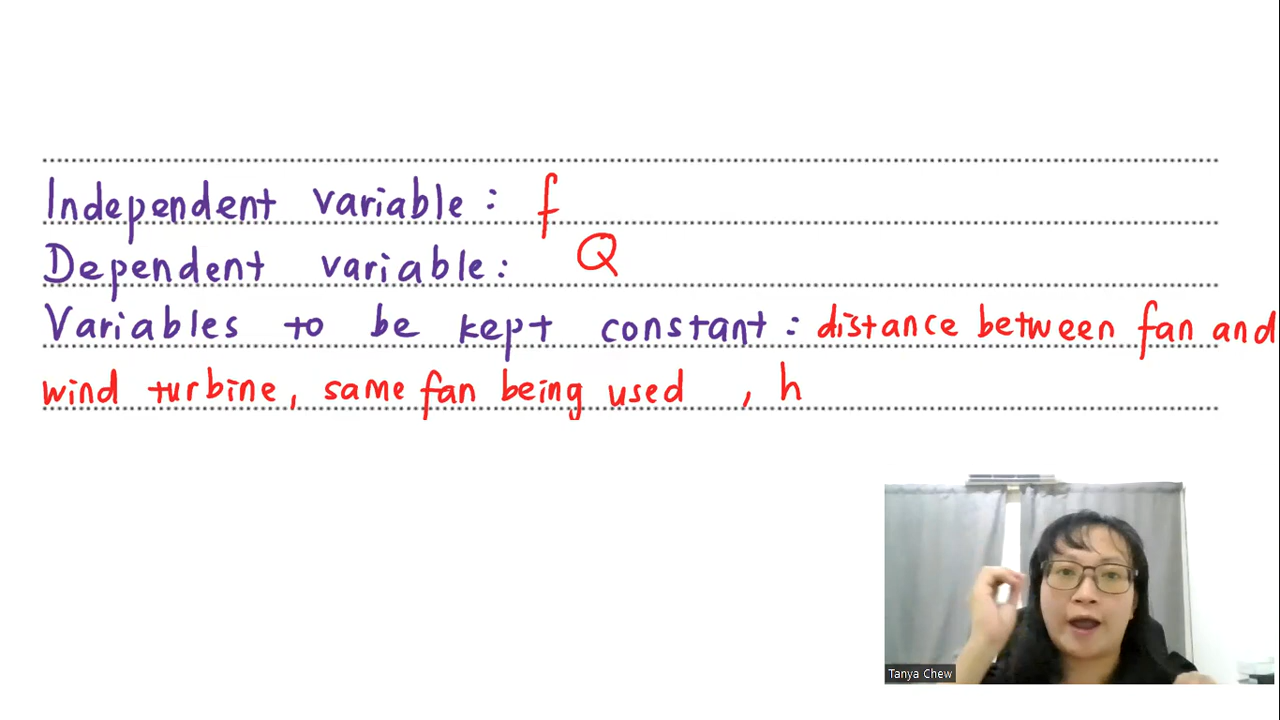 Independent variable: f
Dependent variable: Q
Variables to be kept constant: distance between fan and
wind turbine, same fan being used , h
Tanya Chew